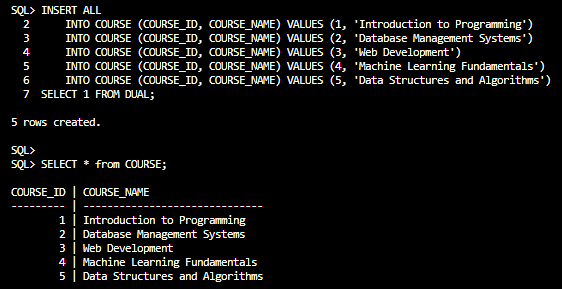 SQL> INSERT ALL
  2      INTO COURSE (COURSE_ID, COURSE_NAME) VALUES (1, 'Introduction to Programming')
  3      INTO COURSE (COURSE_ID, COURSE_NAME) VALUES (2, 'Database Management Systems')
  4      INTO COURSE (COURSE_ID, COURSE_NAME) VALUES (3, 'Web Development')
  5      INTO COURSE (COURSE_ID, COURSE_NAME) VALUES (4, 'Machine Learning Fundamentals')
  6      INTO COURSE (COURSE_ID, COURSE_NAME) VALUES (5, 'Data Structures and Algorithms')
  7  SELECT 1 FROM DUAL;
5 rows created.
SQL>
SQL> SELECT * from COURSE;
COURSE_ID | COURSE_NAME
--------- | ------------------------------
        1 | Introduction to Programming
        2 | Database Management Systems
        3 | Web Development
        4 | Machine Learning Fundamentals
        5 | Data Structures and Algorithms